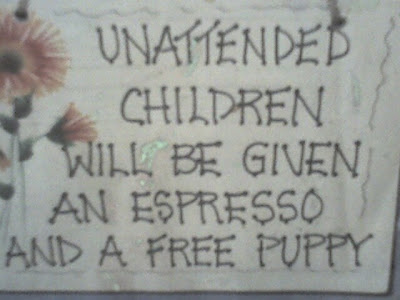 UNATTENDED
CHILDREN
WILL BE GIVEN
AN ESPRESSO
AND A FREE PUPPY